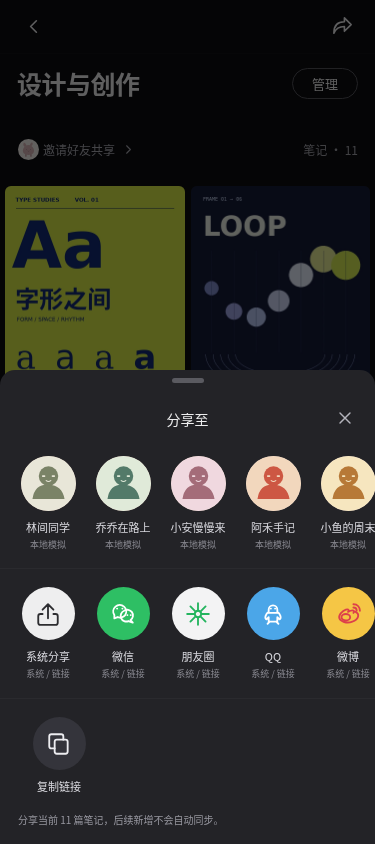 设计与创作
管理
邀请好友共享
笔记 · 11
TYPE STUDIES VOL. 01
Aa
字形之间
FORM / SPACE / RHYTHM
a a a a
FRAME 01 — 08
LOOP
分享至
林间同学
本地模拟
乔乔在路上
本地模拟
小安慢慢来
本地模拟
阿禾手记
本地模拟
小鱼的周末
本地模拟
系统分享
系统 / 链接
微信
系统 / 链接
朋友圈
系统 / 链接
QQ
系统 / 链接
微博
系统 / 链接
复制链接
分享当前 11 篇笔记，后续新增不会自动同步。